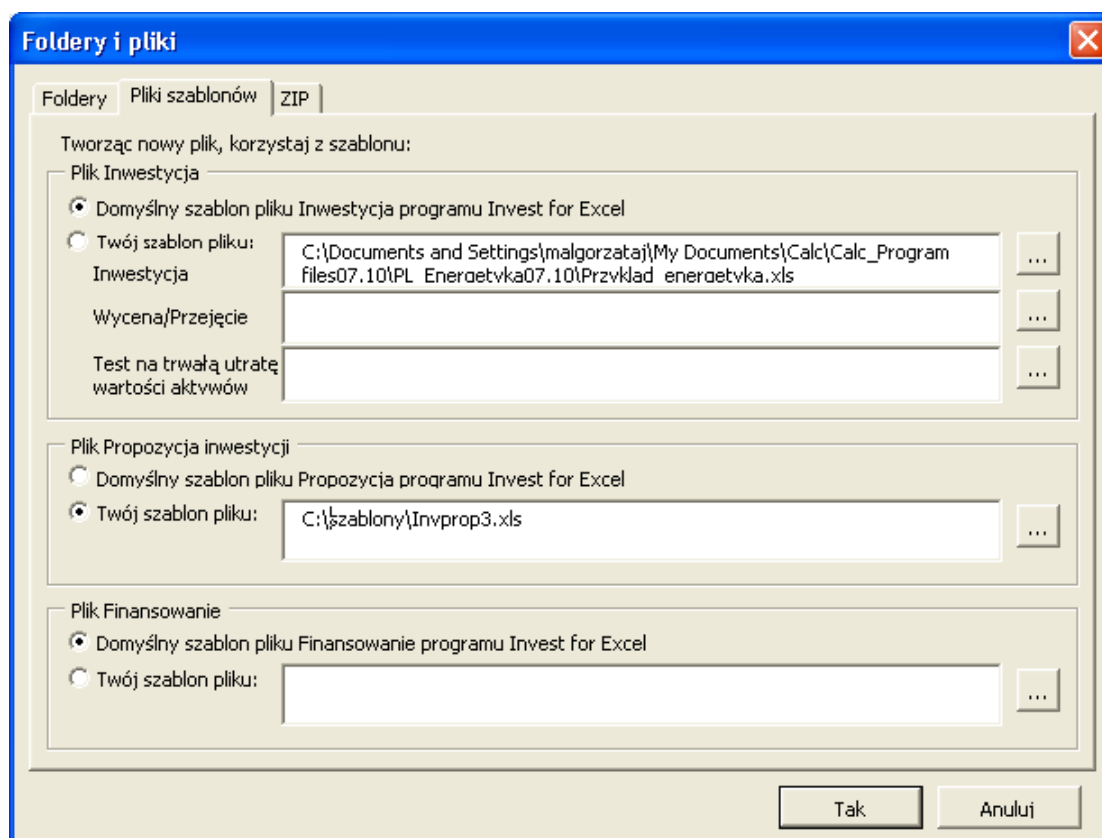 Foldery i pliki
Foldery
Pliki szablonów
ZIP
Tworząc nowy plik, korzystaj z szablonu:
Plik Inwestycja
Domyślny szablon pliku Inwestycja programu Invest for Excel
Twój szablon pliku:
Inwestycja
C:\Documents and Settings\malgorzataj\My Documents\Calc\Calc_Program
files07.10\PL_Energetyka07.10\Przyklad_energetyka.xls
...
Wycena/Przejęcie
...
Test na trwałą utratę
wartości aktywów
...
Plik Propozycja inwestycji
Domyślny szablon pliku Propozycja programu Invest for Excel
Twój szablon pliku:
C:\szablony\Invprop3.xls
...
Plik Finansowanie
Domyślny szablon pliku Finansowanie programu Invest for Excel
Twój szablon pliku:
...
Tak
Anuluj